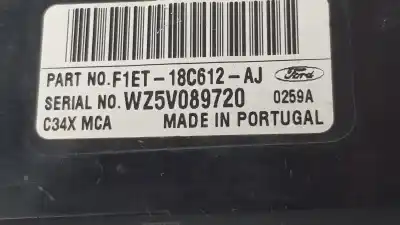 PART NO. F1ET-18C612-AJ Ford
SERIAL NO. WZ5V089720 0259A
C34X MCA MADE IN PORTUGAL